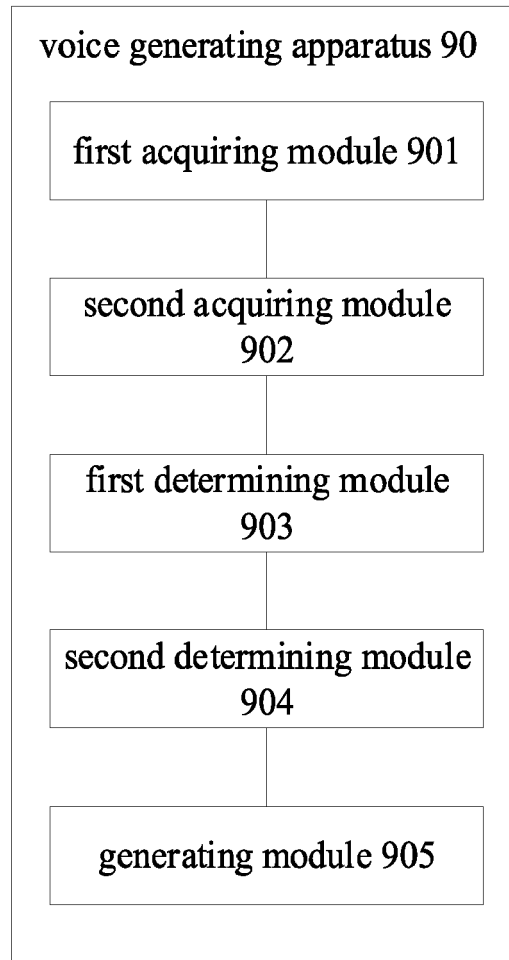 voice generating apparatus 90
first acquiring module 901
second acquiring module
902
first determining module
903
second determining module
904
generating module 905